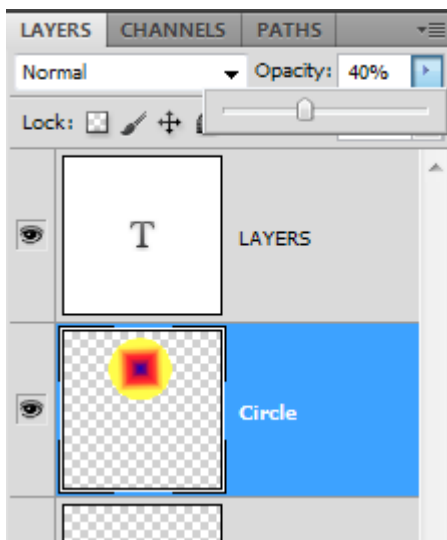 LAYERS CHANNELS PATHS
Normal Opacity: 40%
Lock:
T LAYERS
Circle